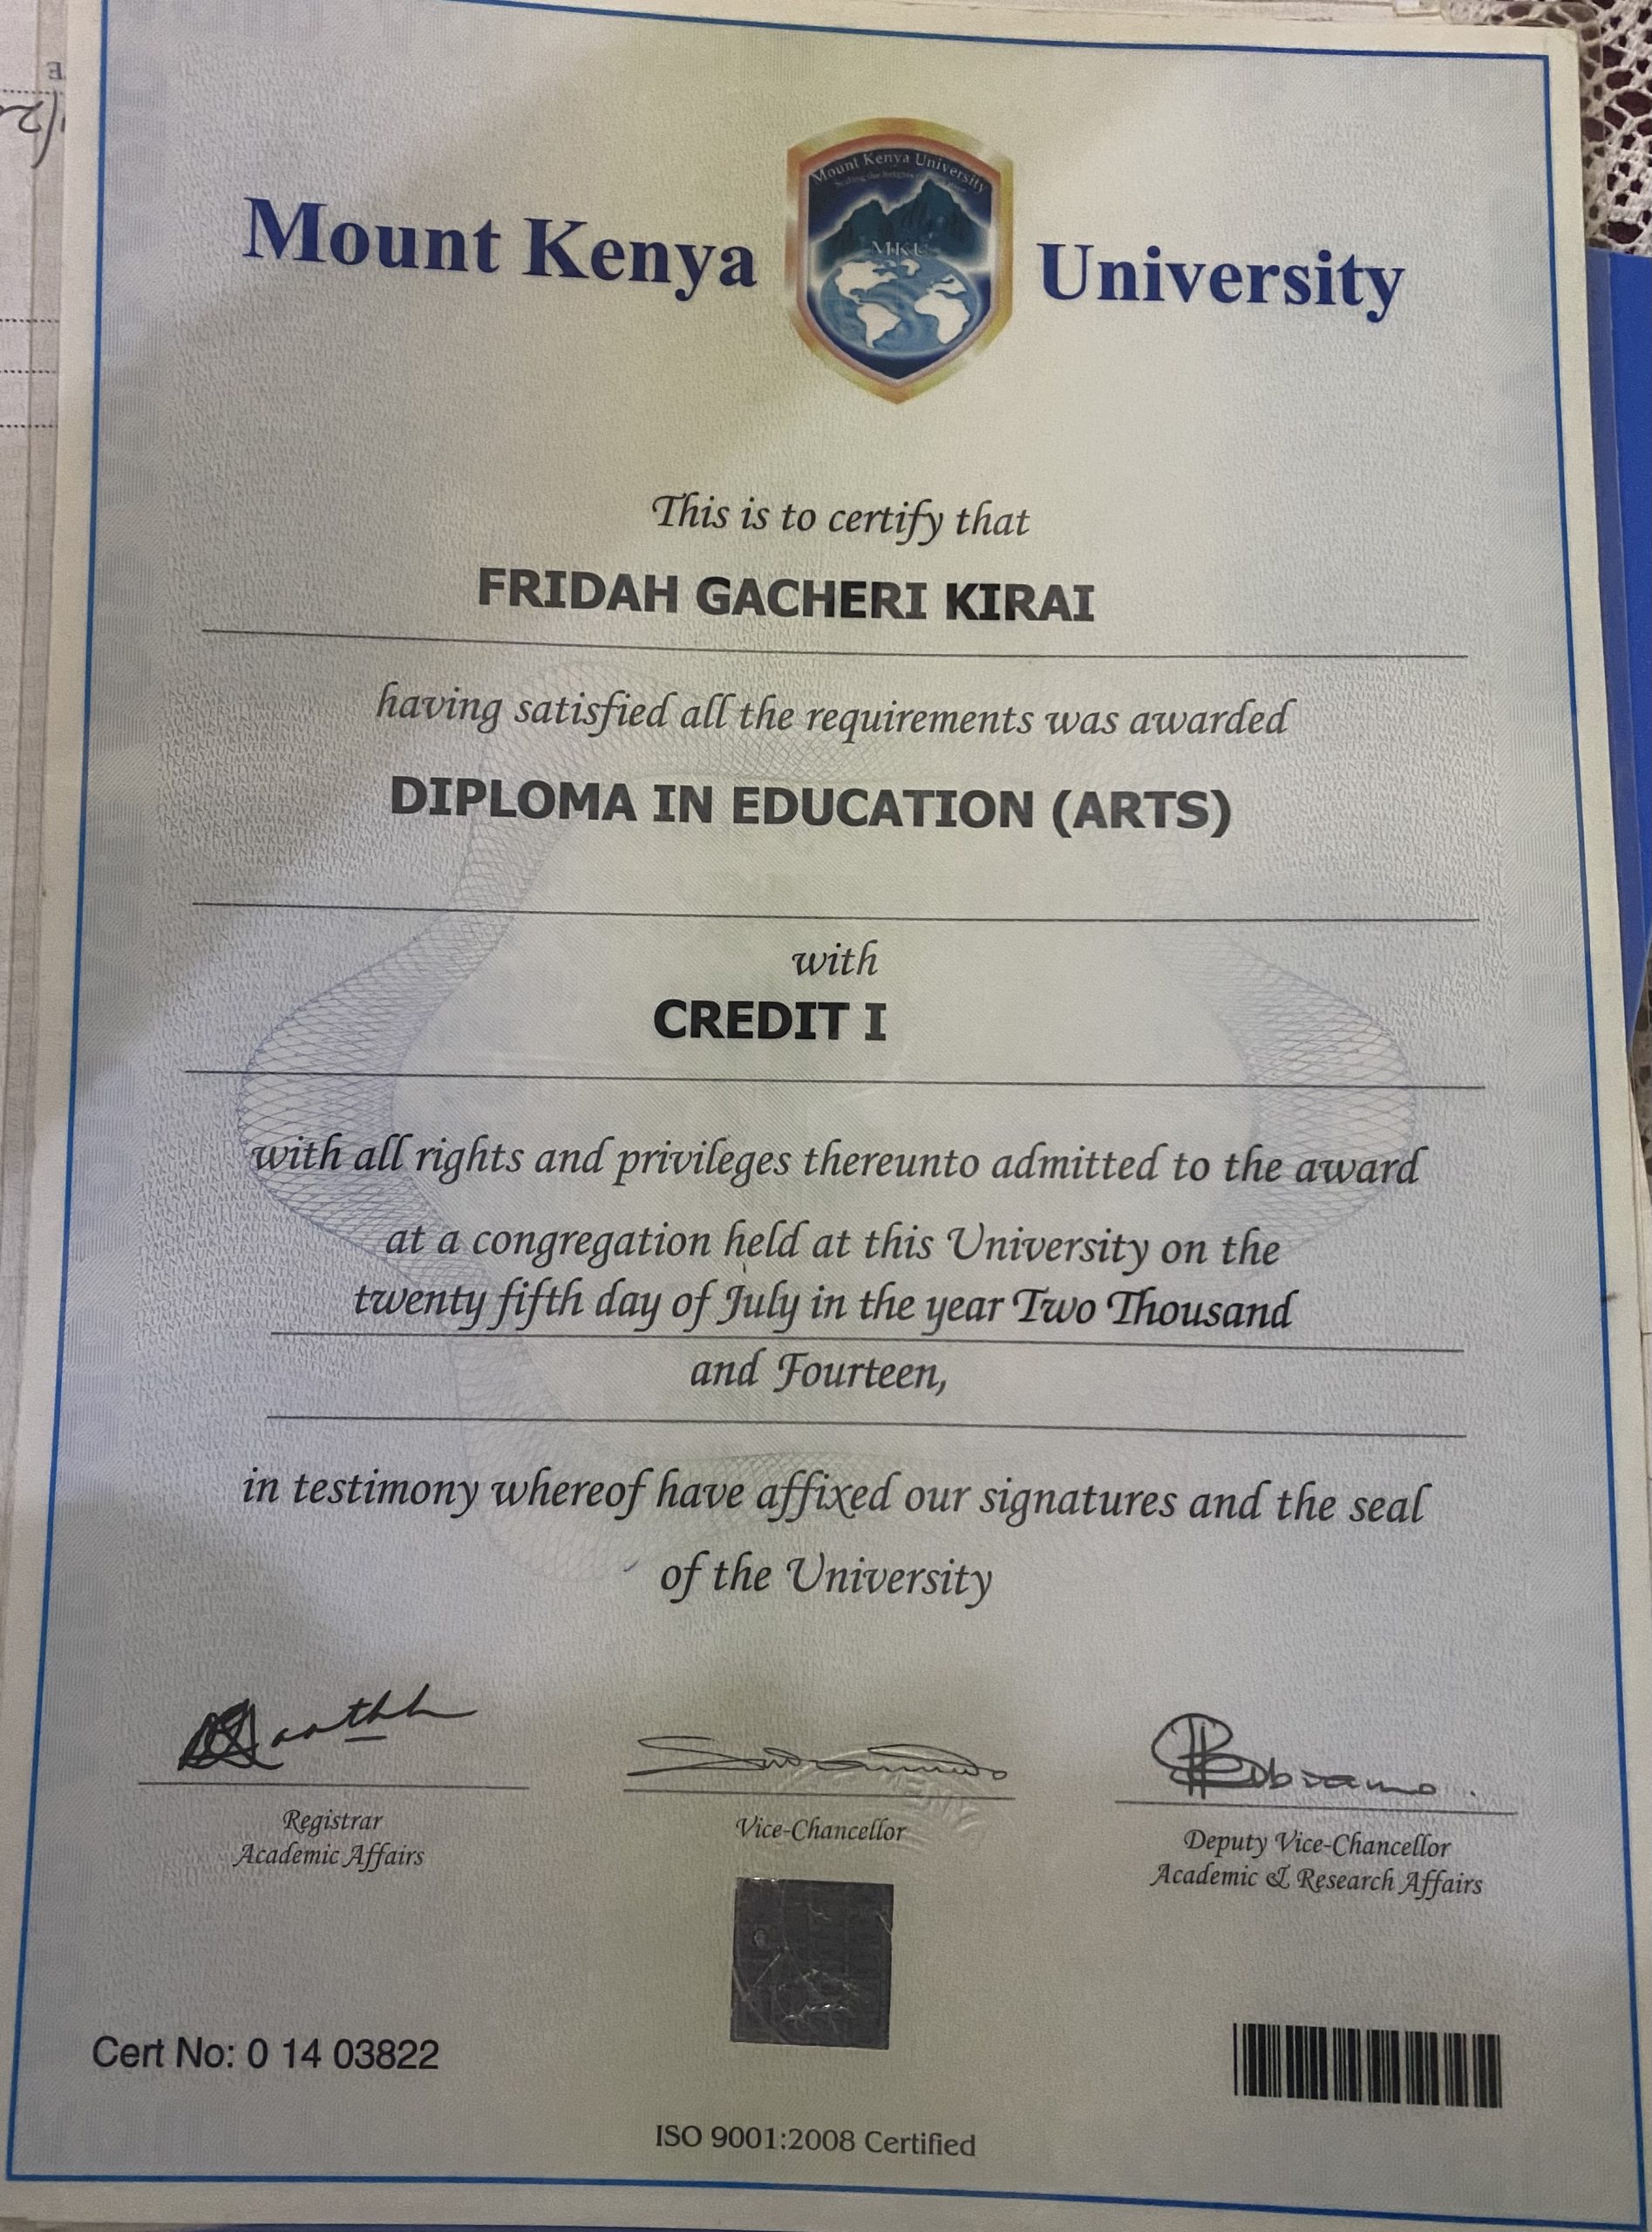 Mount Kenya University
Mount Kenya University
MKU
This is to certify that
FRIDAH GACHERI KIRAI
having satisfied all the requirements was awarded
DIPLOMA IN EDUCATION (ARTS)
with
CREDIT I
with all rights and privileges thereunto admitted to the award
at a congregation held at this University on the
twenty fifth day of July in the year Two Thousand
and Fourteen,
in testimony whereof have affixed our signatures and the seal
of the University
Registrar
Academic Affairs
Vice-Chancellor
Deputy Vice-Chancellor
Academic & Research Affairs
Cert No: 0 14 03822
ISO 9001:2008 Certified